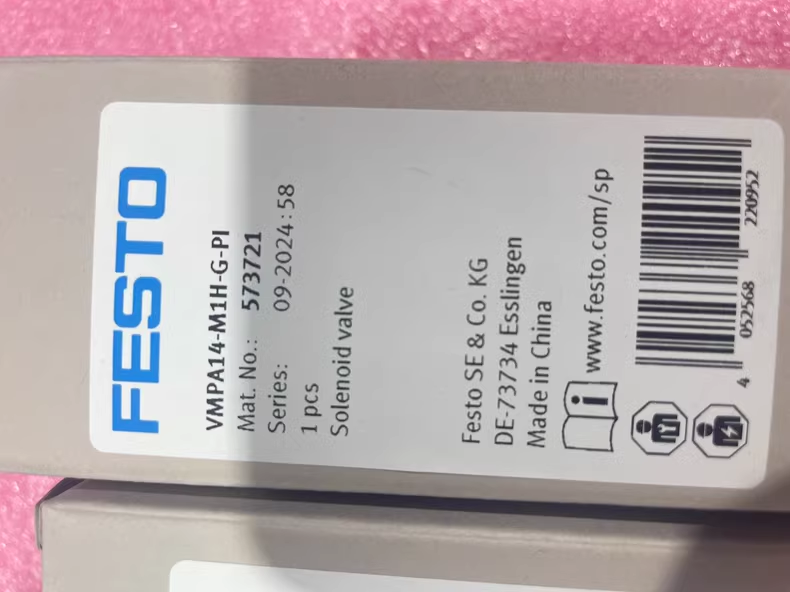 FESTO
VMPA14-M1H-G-PI
Mat. No.: 573721
Series: 09-2024:58
1 pcs
Solenoid valve
Festo SE & Co. KG
DE-73734 Esslingen
Made in China
www.festo.com/sp
4 052568 220952